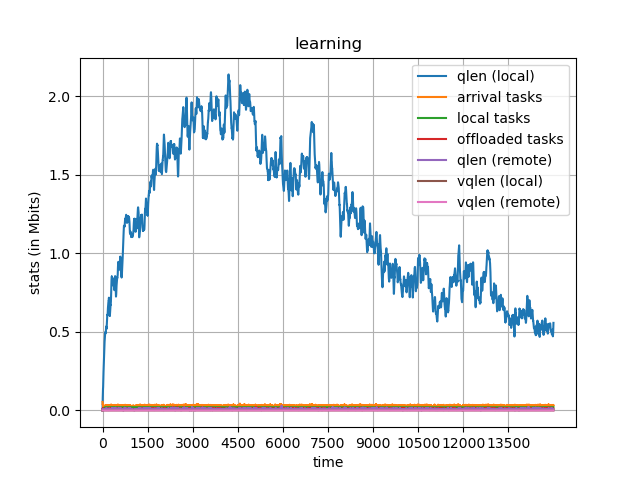 learning
stats (in Mbits)
2.0
1.5
1.0
0.5
0.0
qlen (local)
arrival tasks
local tasks
offloaded tasks
qlen (remote)
vqlen (local)
vqlen (remote)
0 1500 3000 4500 6000 7500 9000 10500 12000 13500
time